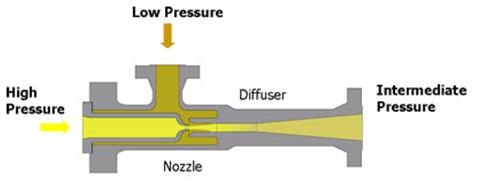 Low Pressure
High
Pressure
Diffuser
Intermediate
Pressure
Nozzle